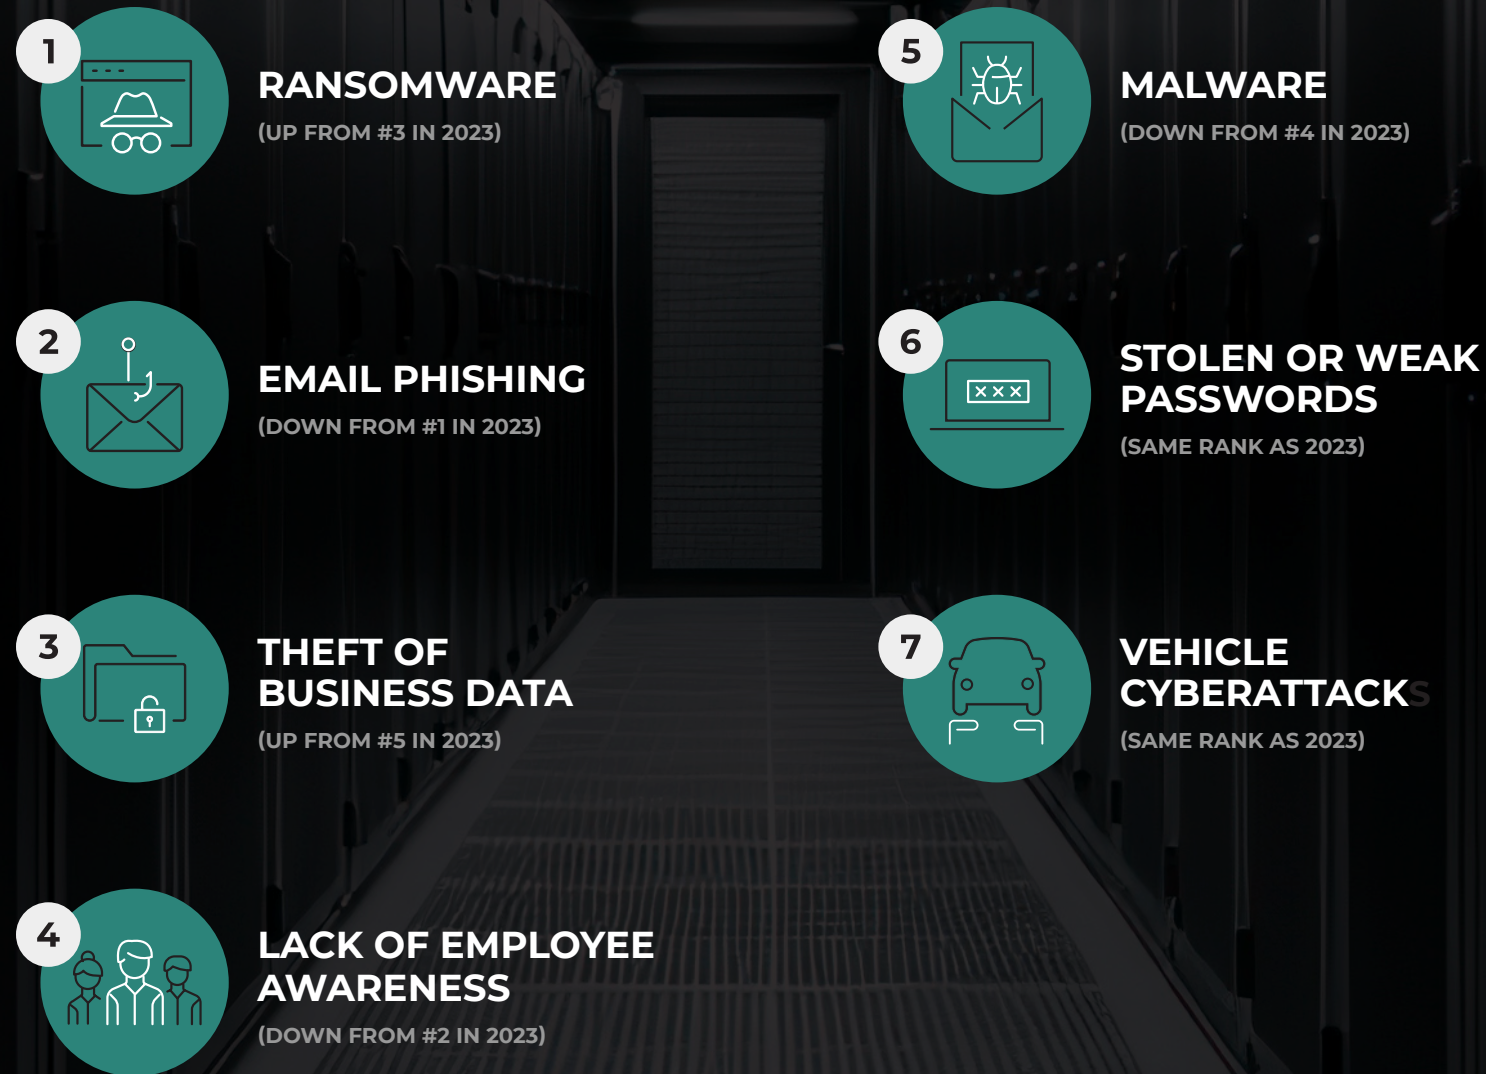 1
RANSOMWARE
(UP FROM #3 IN 2023)
2
EMAIL PHISHING
(DOWN FROM #1 IN 2023)
3
THEFT OF
BUSINESS DATA
(UP FROM #5 IN 2023)
4
LACK OF EMPLOYEE
AWARENESS
(DOWN FROM #2 IN 2023)
5
MALWARE
(DOWN FROM #4 IN 2023)
6
XXX
STOLEN OR WEAK
PASSWORDS
(SAME RANK AS 2023)
7
VEHICLE
CYBERATTACKS
(SAME RANK AS 2023)